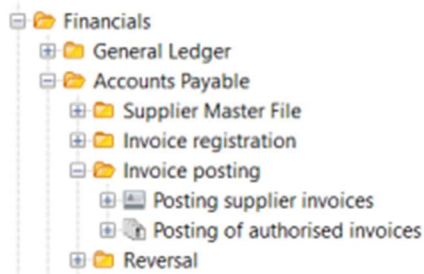 Financials
General Ledger
Accounts Payable
Supplier Master File
Invoice registration
Invoice posting
Posting supplier invoices
Posting of authorised invoices
Reversal